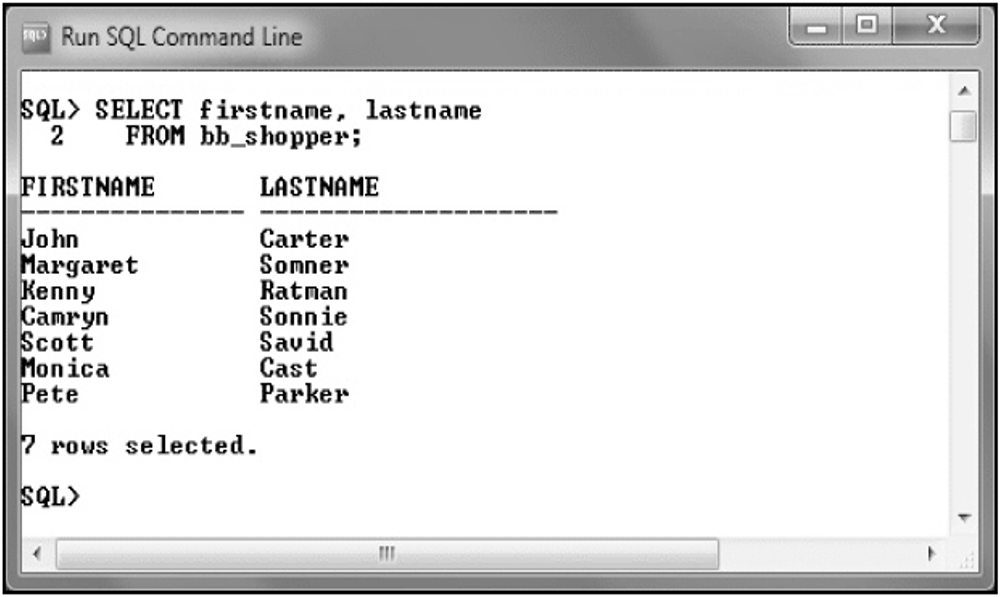 SQL> Run SQL Command Line
SQL> SELECT firstname, lastname
  2     FROM bb_shopper;
FIRSTNAME       LASTNAME
--------------- --------------------
John            Carter
Margaret        Somner
Kenny           Ratman
Camryn          Sonnie
Scott           Savid
Monica          Cast
Pete            Parker
7 rows selected.
SQL>